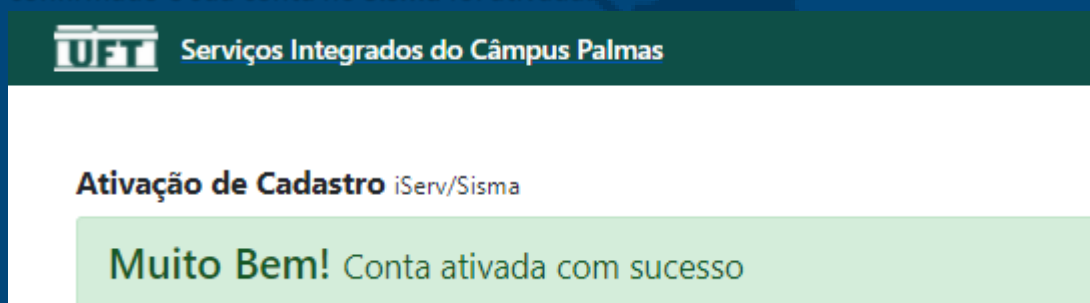 UFT Serviços Integrados do Câmpus Palmas
Ativação de Cadastro iServ/Sisma
Muito Bem! Conta ativada com sucesso